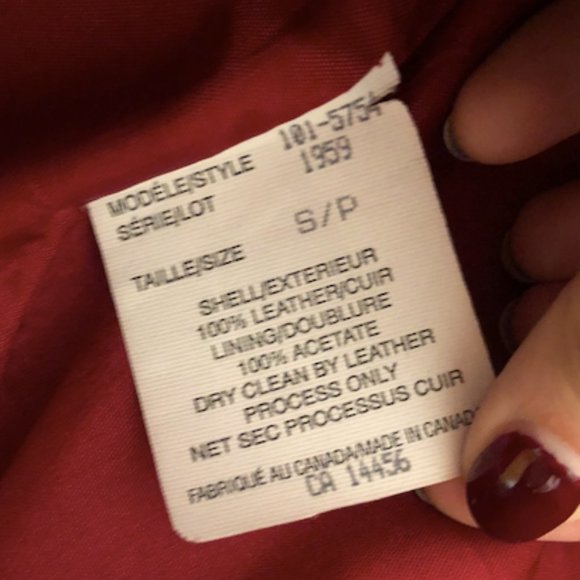 MODÈLE/STYLE 101-5754
SÉRIE/LOT 1959
TAILLE/SIZE S/P
SHELL/EXTERIEUR
100% LEATHER/CUIR
LINING/DOUBLURE
100% ACETATE
DRY CLEAN BY LEATHER
PROCESS ONLY
NET SEC PROCESSUS CUIR
FABRIQUÉ AU CANADA/MADE IN CANADA
CA 14456